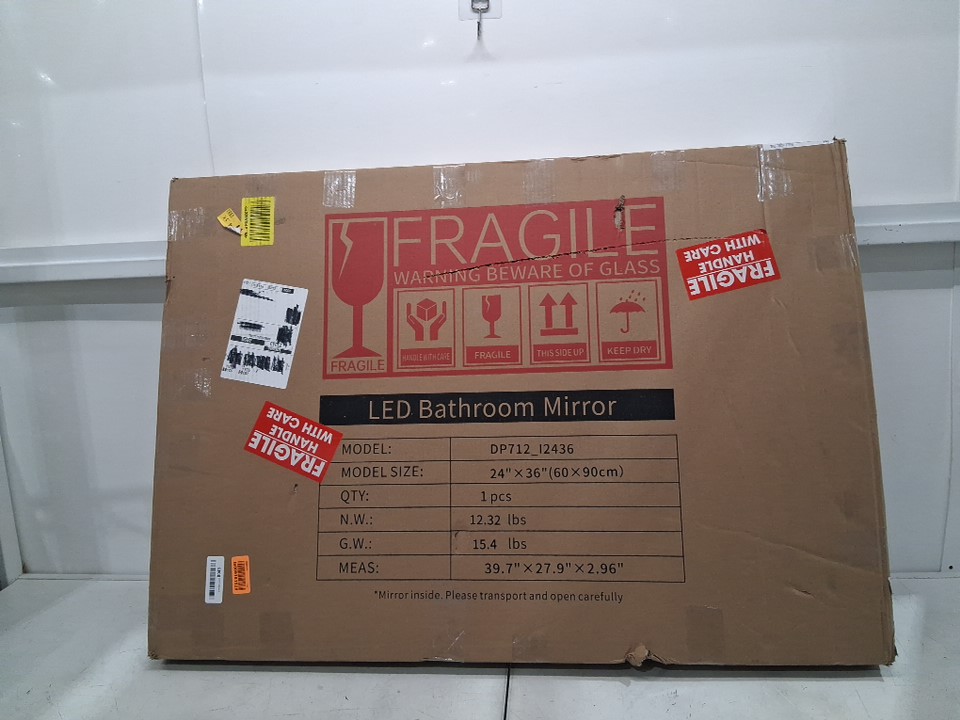 FRAGILE
WARNING BEWARE OF GLASS
FRAGILE
HANDLE WITH CARE
FRAGILE
THIS SIDE UP
KEEP DRY
FRAGILE
HANDLE
WITH CARE
LED Bathroom Mirror
FRAGILE
HANDLE
WITH CARE
MODEL: DP712_I2436
MODEL SIZE: 24"×36"(60×90cm)
QTY: 1 pcs
N.W.: 12.32 lbs
G.W.: 15.4 lbs
MEAS: 39.7"×27.9"×2.96"
*Mirror inside. Please transport and open carefully